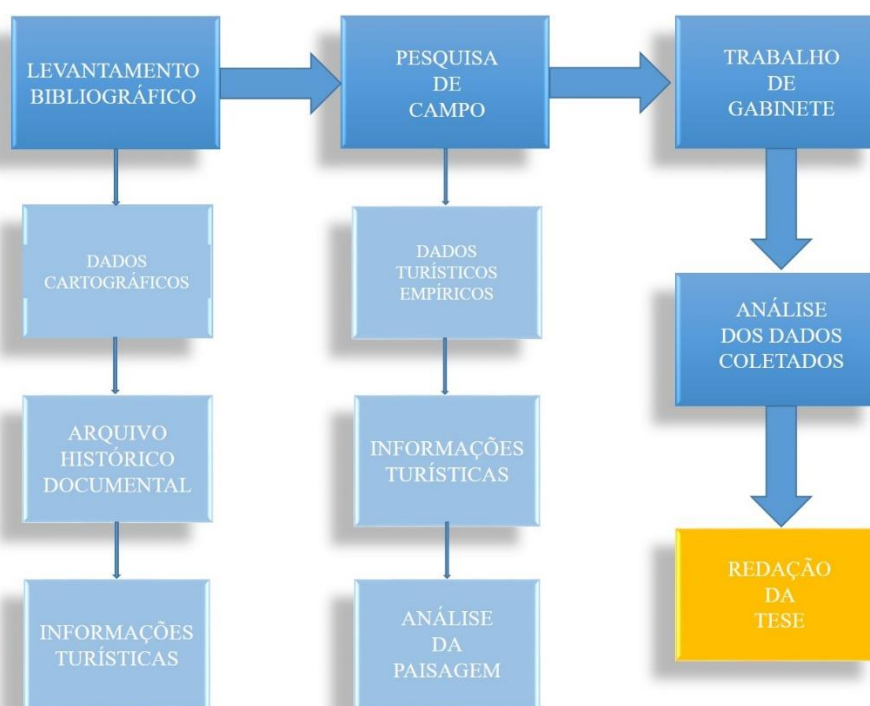 LEVANTAMENTO
BIBLIOGRÁFICO
PESQUISA
DE
CAMPO
TRABALHO
DE
GABINETE
DADOS
CARTOGRÁFICOS
DADOS
TURÍSTICOS
EMPÍRICOS
ANÁLISE
DOS DADOS
COLETADOS
ARQUIVO
HISTÓRICO
DOCUMENTAL
INFORMAÇÕES
TURÍSTICAS
REDAÇÃO
DA
TESE
INFORMAÇÕES
TURÍSTICAS
ANÁLISE
DA
PAISAGEM